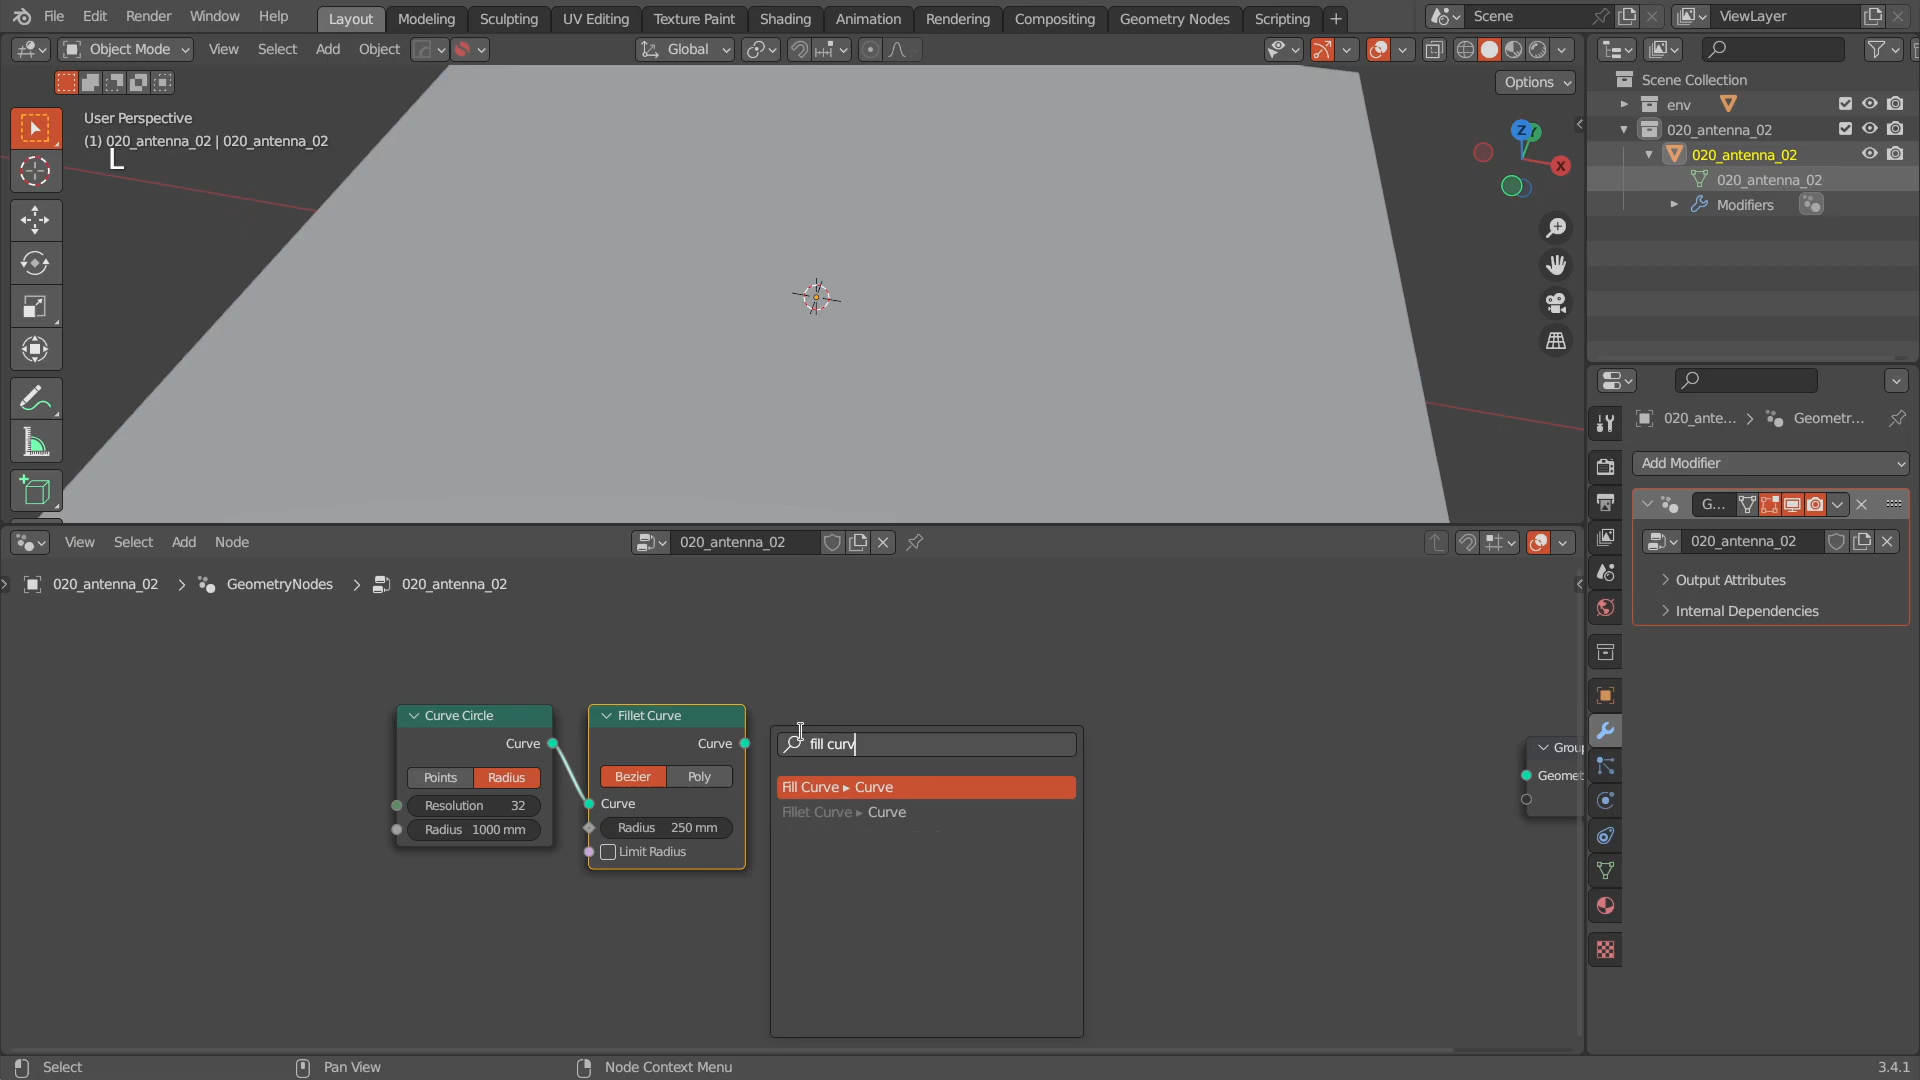 File Edit Render Window Help Layout Modeling Sculpting UV Editing Texture Paint Shading Animation Rendering Compositing Geometry Nodes Scripting + Scene ViewLayer
Object Mode View Select Add Object Global
Options
User Perspective
(1) 020_antenna_02 | 020_antenna_02
L
Z Y
X
Scene Collection
env
020_antenna_02
020_antenna_02
020_antenna_02
Modifiers
020_ante... > Geometr...
Add Modifier
G...
020_antenna_02
Output Attributes
Internal Dependencies
View Select Add Node 020_antenna_02
020_antenna_02 > GeometryNodes > 020_antenna_02
Curve Circle
Curve
Points Radius
Resolution 32
Radius 1000 mm
Fillet Curve
Curve
Bezier Poly
Curve
Radius 250 mm
Limit Radius
fill curv
Fill Curve ▸ Curve
Fillet Curve ▸ Curve
Group
Geomet
Select Pan View Node Context Menu 3.4.1